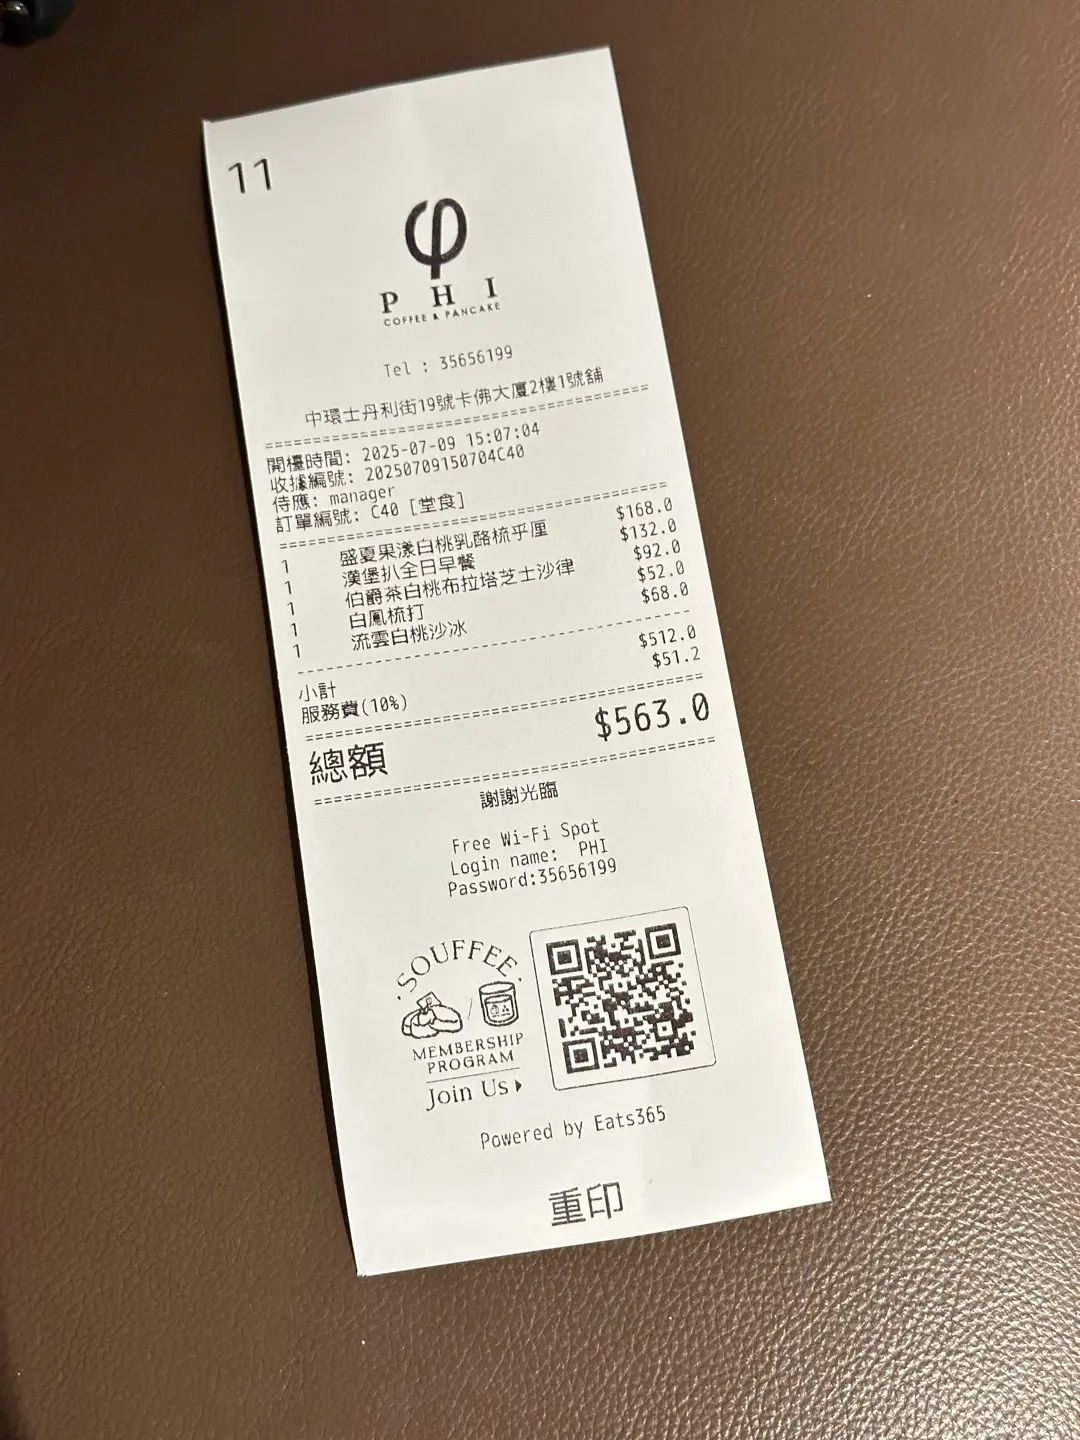 11
φ
PHI
COFFEE & PANCAKE
Tel : 35656199
中環士丹利街19號卡佛大廈2樓1號舖
開檯時間: 2025-07-09 15:07:04
收據編號: 20250709150704C40
侍應: manager
訂單編號: C40 [堂食]
1 盛夏果漾白桃乳酪梳乎厘 $168.0
1 漢堡扒全日早餐 $132.0
1 伯爵茶白桃布拉塔芝士沙律 $92.0
1 白鳳梳打 $52.0
1 流雲白桃沙冰 $68.0
小計 $512.0
服務費(10%) $51.2
總額 $563.0
謝謝光臨
Free Wi-Fi Spot
Login name: PHI
Password:35656199
·SOUFFEE·
MEMBERSHIP
PROGRAM
Join Us
Powered by Eats365
重印